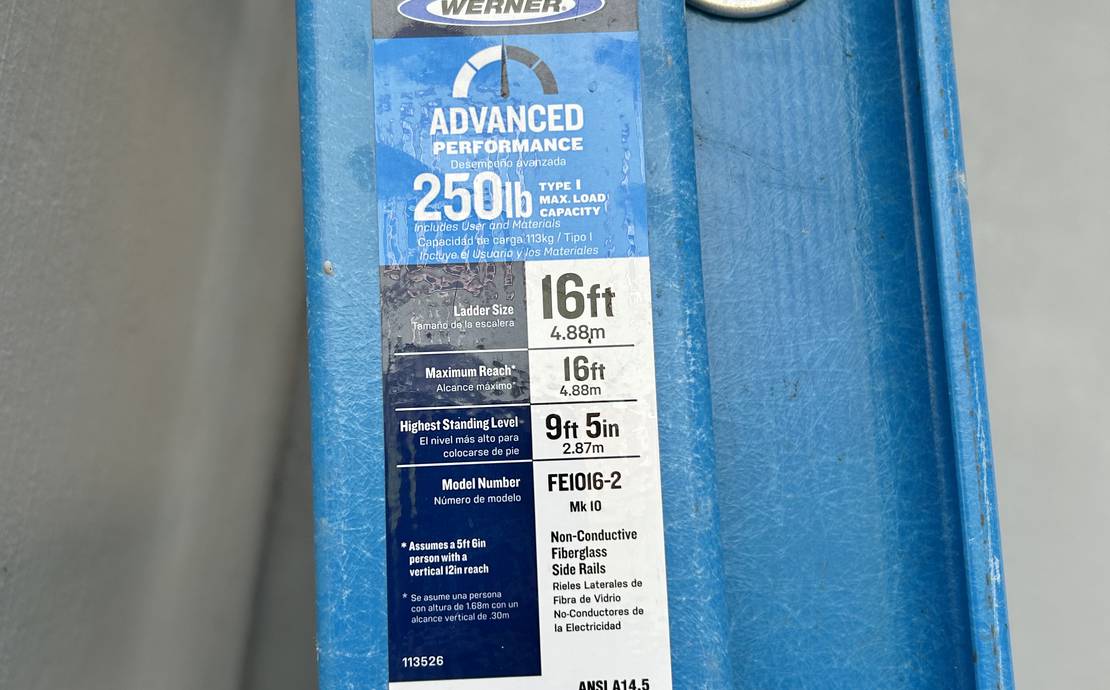 WERNER
ADVANCED
PERFORMANCE
Desempeño avanzada
250lb TYPE I
MAX. LOAD
CAPACITY
Includes User and Materials
Capacidad de carga 113kg / Tipo I
Incluye el Usuario y los Materiales
Ladder Size
Tamaño de la escalera
16ft
4.88m
Maximum Reach*
Alcance máximo*
16ft
4.88m
Highest Standing Level
El nivel más alto para
colocarse de pie
9ft 5in
2.87m
Model Number
Número de modelo
FE1016-2
Mk 10
* Assumes a 5ft 6in
person with a
vertical 12in reach
* Se asume una persona
con altura de 1.68m con un
alcance vertical de .30m
113526
Non-Conductive
Fiberglass
Side Rails
Rieles Laterales de
Fibra de Vidrio
No-Conductores de
la Electricidad
ANSI A14.5